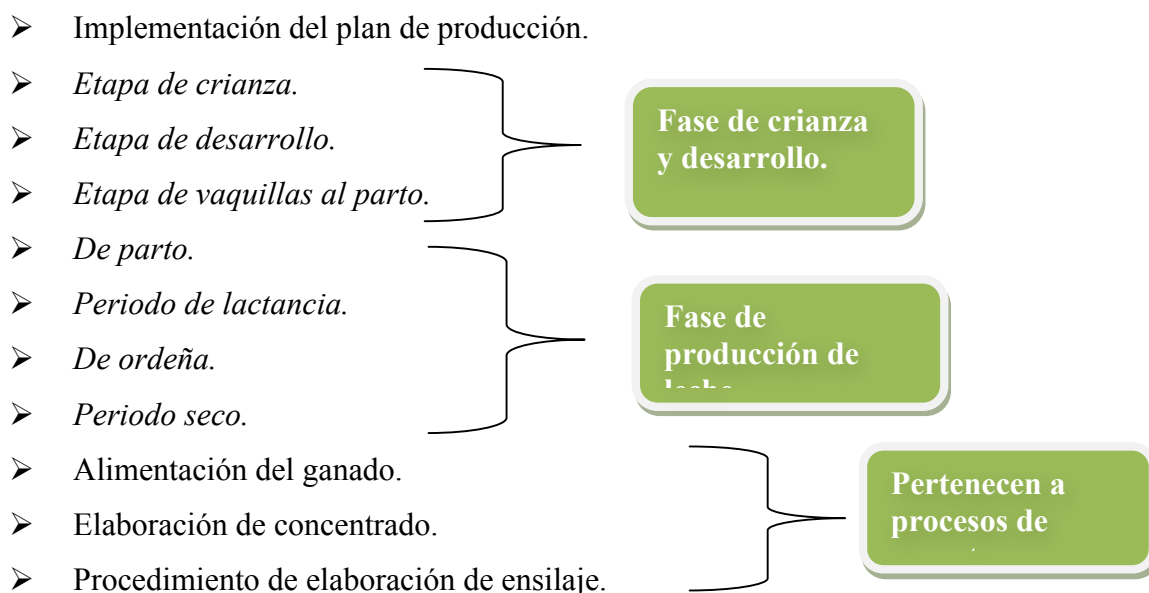 ➢ Implementación del plan de producción.
➢ Etapa de crianza.
➢ Etapa de desarrollo.
➢ Etapa de vaquillas al parto.
Fase de crianza
y desarrollo.
➢ De parto.
➢ Periodo de lactancia.
➢ De ordeña.
➢ Periodo seco.
Fase de
producción de
➢ Alimentación del ganado.
➢ Elaboración de concentrado.
➢ Procedimiento de elaboración de ensilaje.
Pertenecen a
procesos de